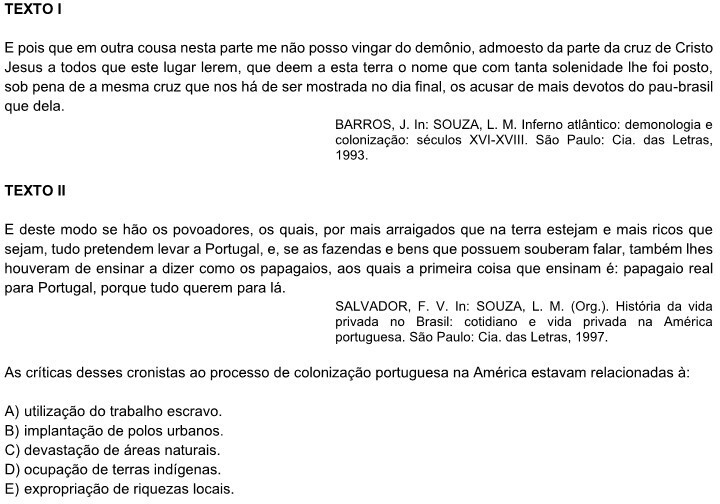 TEXTO I
E pois que em outra cousa nesta parte me não posso vingar do demônio, admoesto da parte da cruz de Cristo
Jesus a todos que este lugar lerem, que deem a esta terra o nome que com tanta solenidade lhe foi posto,
sob pena de a mesma cruz que nos há de ser mostrada no dia final, os acusar de mais devotos do pau-brasil
que dela.
BARROS, J. In: SOUZA, L. M. Inferno atlântico: demonologia e
colonização: séculos XVI-XVIII. São Paulo: Cia. das Letras,
1993.
TEXTO II
E deste modo se hão os povoadores, os quais, por mais arraigados que na terra estejam e mais ricos que
sejam, tudo pretendem levar a Portugal, e, se as fazendas e bens que possuem souberam falar, também lhes
houveram de ensinar a dizer como os papagaios, aos quais a primeira coisa que ensinam é: papagaio real
para Portugal, porque tudo querem para lá.
SALVADOR, F. V. In: SOUZA, L. M. (Org.). História da vida
privada no Brasil: cotidiano e vida privada na América
portuguesa. São Paulo: Cia. das Letras, 1997.
As críticas desses cronistas ao processo de colonização portuguesa na América estavam relacionadas à:
A) utilização do trabalho escravo.
B) implantação de polos urbanos.
C) devastação de áreas naturais.
D) ocupação de terras indígenas.
E) expropriação de riquezas locais.